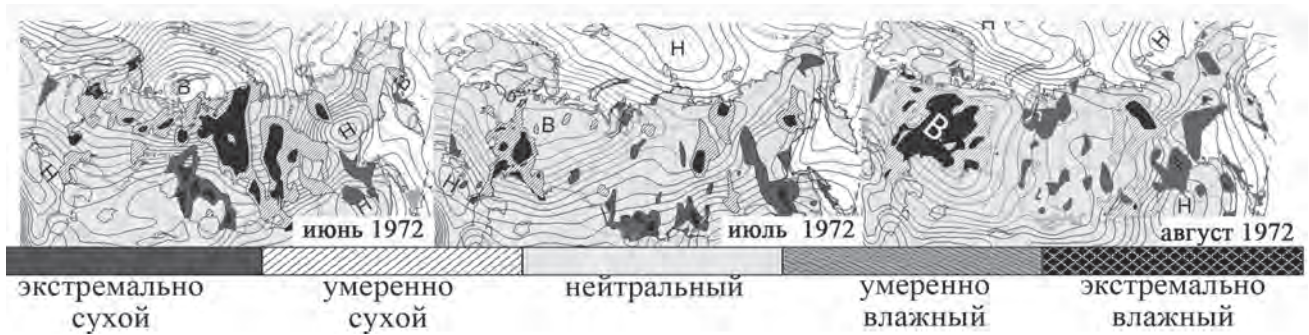 В
Н
Н
Н
В
июнь 1972
Н
В
Н
июль 1972
Н
Н
В
Н
август 1972
экстремально
сухой
умеренно
сухой
нейтральный
умеренно
влажный
экстремально
влажный